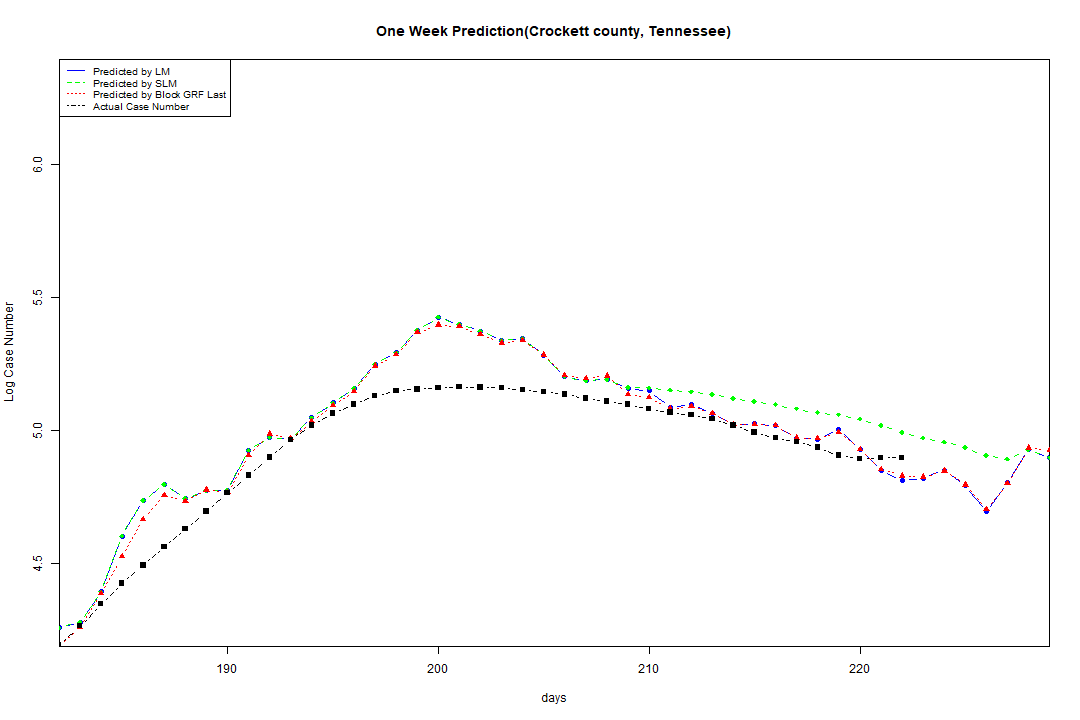 One Week Prediction(Crockett county, Tennessee)
Predicted by LM
Predicted by SLM
Predicted by Block GRF Last
Actual Case Number
6.0
5.5
5.0
4.5
Log Case Number
190 200 210 220
days